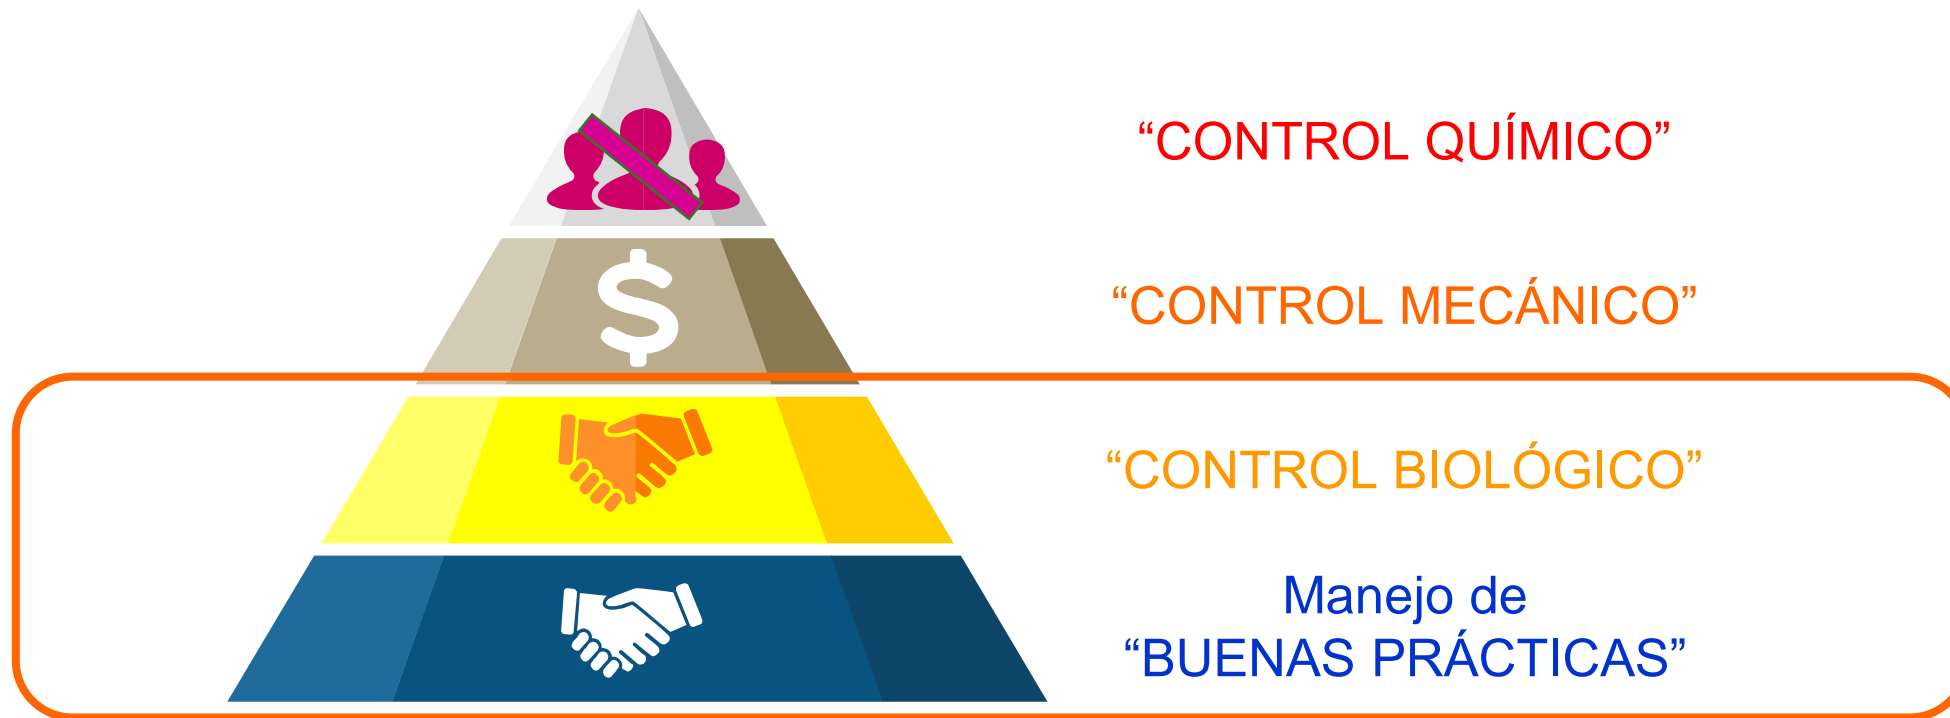 “CONTROL QUÍMICO”
“CONTROL MECÁNICO”
“CONTROL BIOLÓGICO”
Manejo de
“BUENAS PRÁCTICAS”